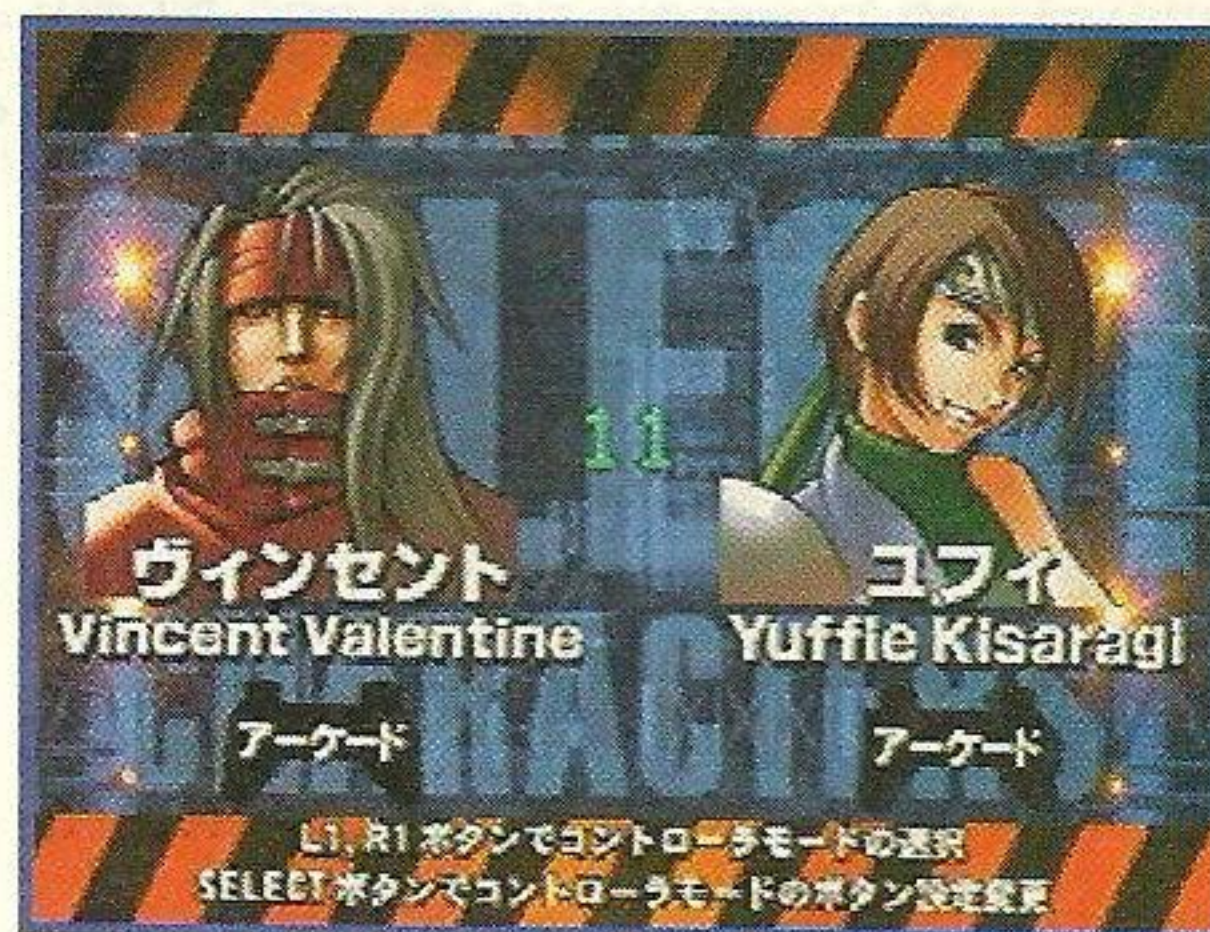 ヴィンセント
Vincent Valentine
ユフィ
Yuffie Kisaragi
11
アーケード
アーケード
L1, R1 ボタンでコントローラモードの選択
SELECT ボタンでコントローラモードのボタン設定変更